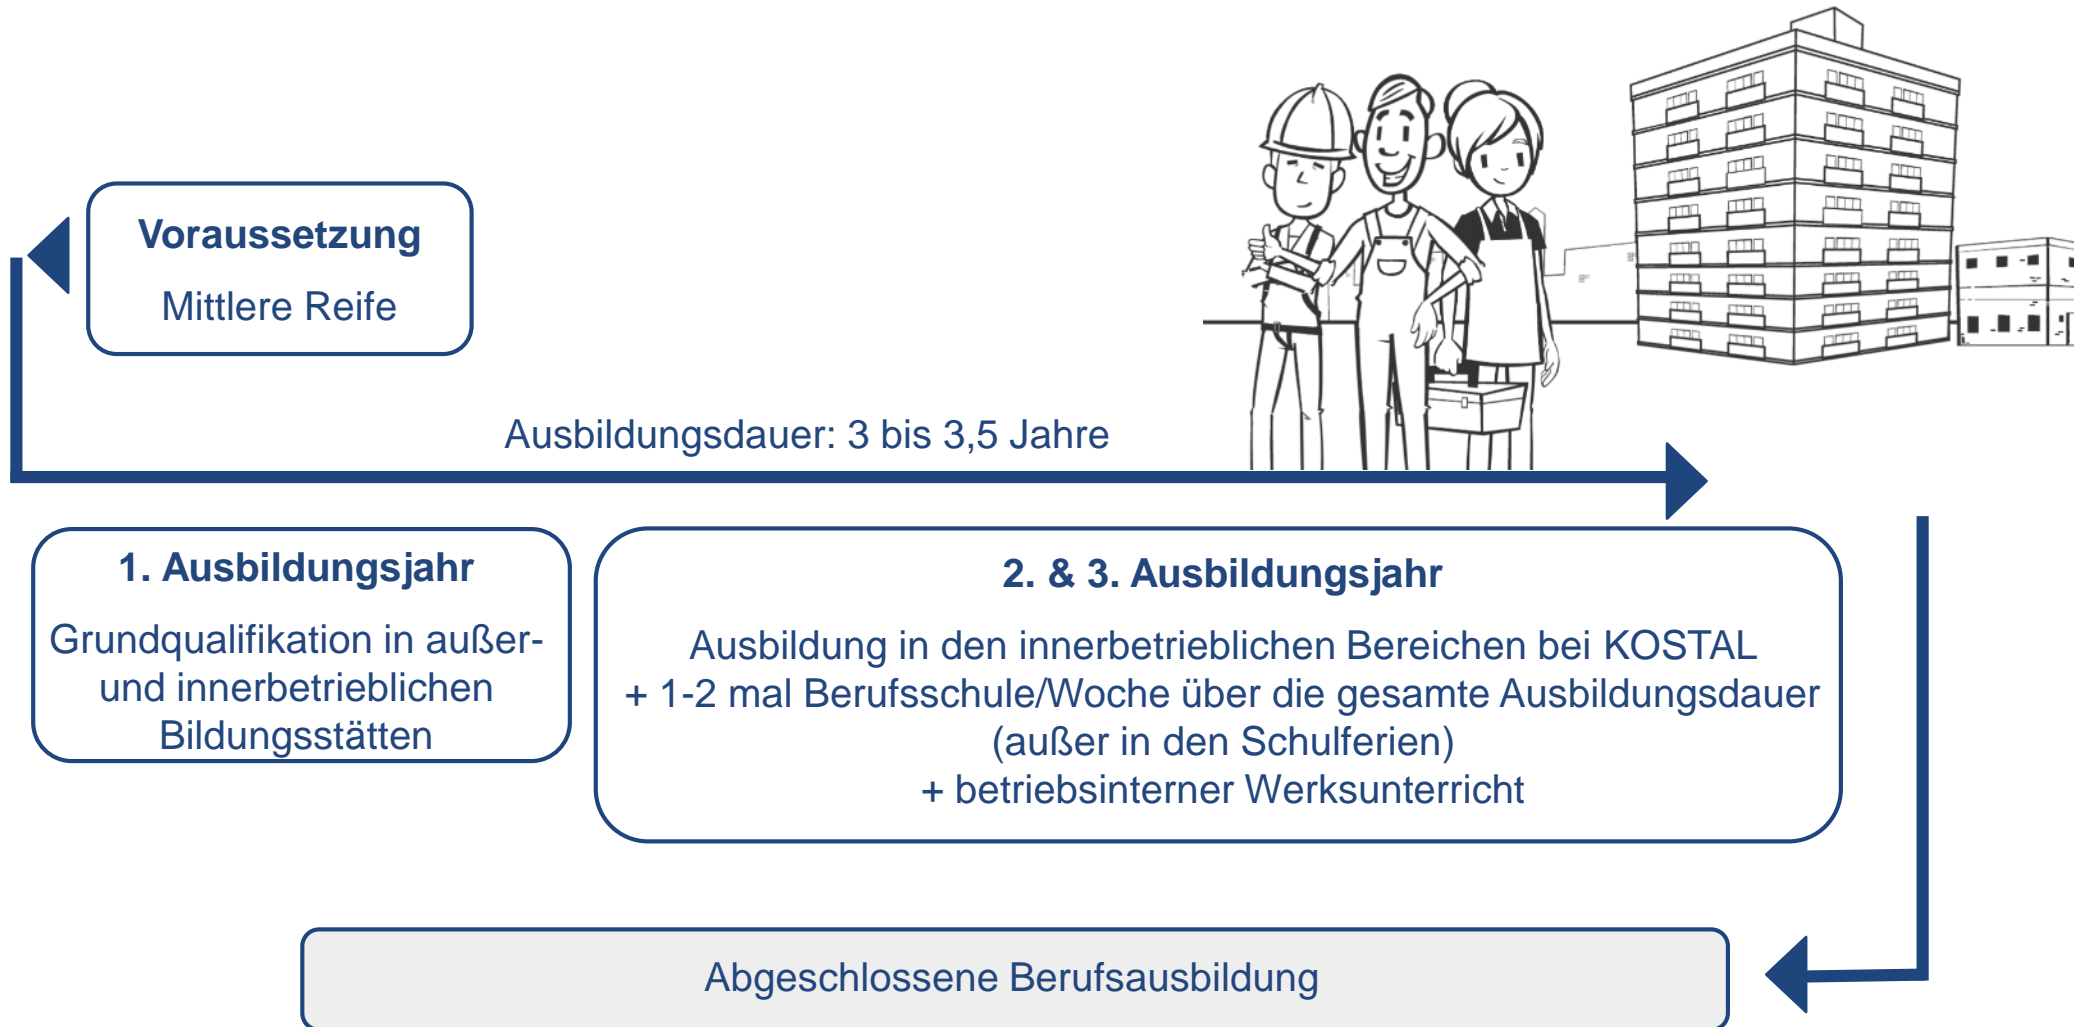 Voraussetzung
Mittlere Reife
Ausbildungsdauer: 3 bis 3,5 Jahre
1. Ausbildungsjahr
Grundqualifikation in außer-
und innerbetrieblichen
Bildungsstätten
2. & 3. Ausbildungsjahr
Ausbildung in den innerbetrieblichen Bereichen bei KOSTAL
+ 1-2 mal Berufsschule/Woche über die gesamte Ausbildungsdauer
(außer in den Schulferien)
+ betriebsinterner Werksunterricht
Abgeschlossene Berufsausbildung